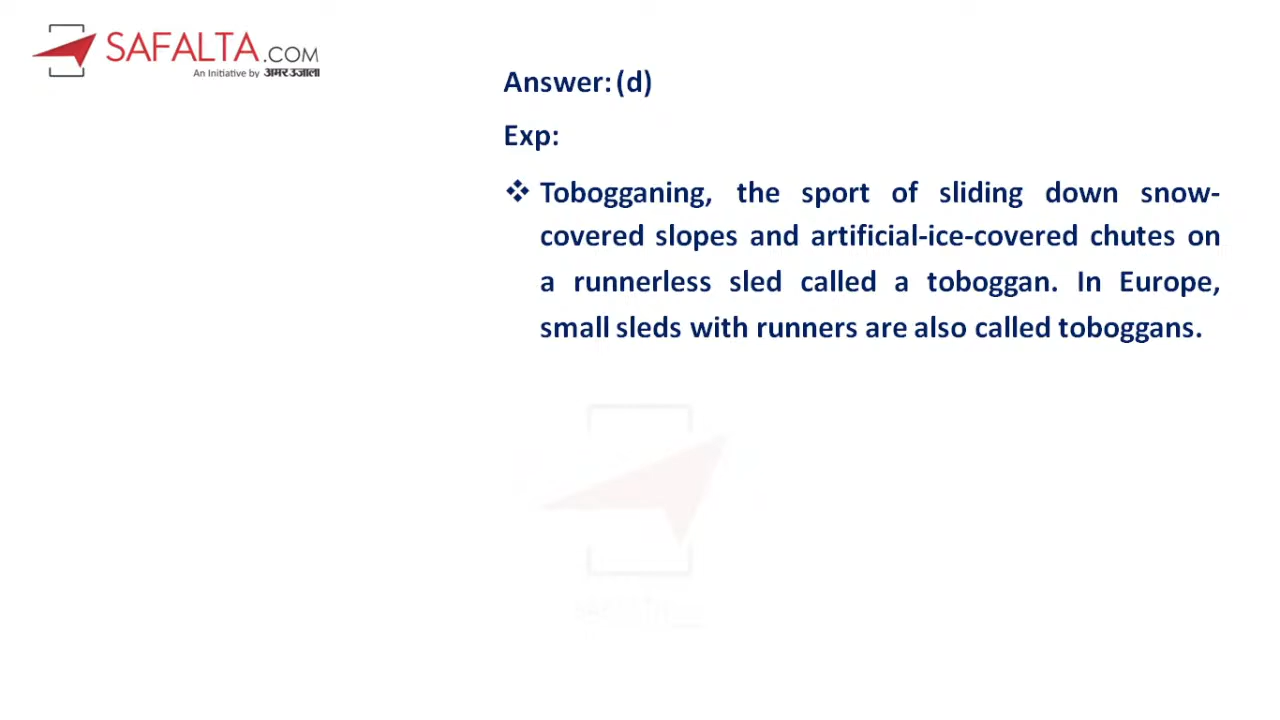 SAFALTA.COM
An Initiative by अमर उजाला
Answer: (d)
Exp:
❖ Tobogganing, the sport of sliding down snow-
covered slopes and artificial-ice-covered chutes on
a runnerless sled called a toboggan. In Europe,
small sleds with runners are also called toboggans.